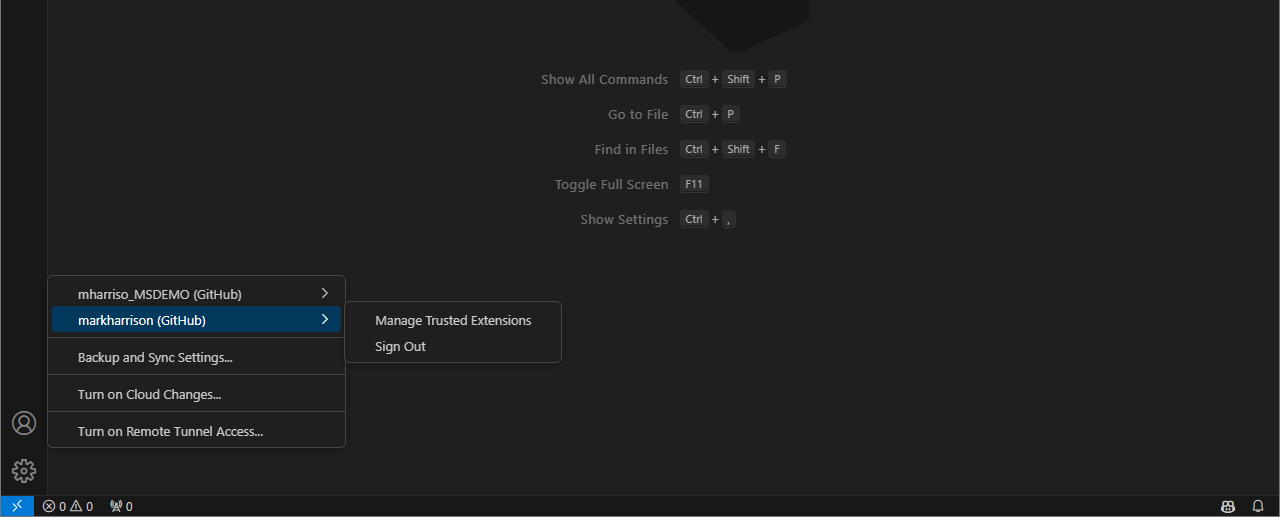 Show All Commands Ctrl + Shift + P
Go to File Ctrl + P
Find in Files Ctrl + Shift + F
Toggle Full Screen F11
Show Settings Ctrl + ,
mharriso_MSDEMO (GitHub)
markharrison (GitHub)
Manage Trusted Extensions
Sign Out
Backup and Sync Settings...
Turn on Cloud Changes...
Turn on Remote Tunnel Access...
0 0 0